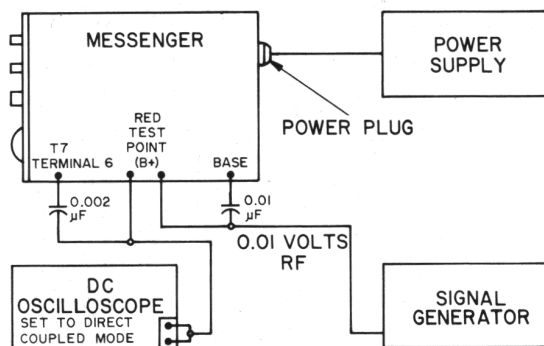 MESSENGER
POWER
SUPPLY
POWER PLUG
T7
TERMINAL 6
RED
TEST
POINT
(B+)
BASE
0.002
µF
0.01
µF
0.01 VOLTS
RF
DC
OSCILLOSCOPE
SET TO DIRECT
COUPLED MODE
SIGNAL
GENERATOR